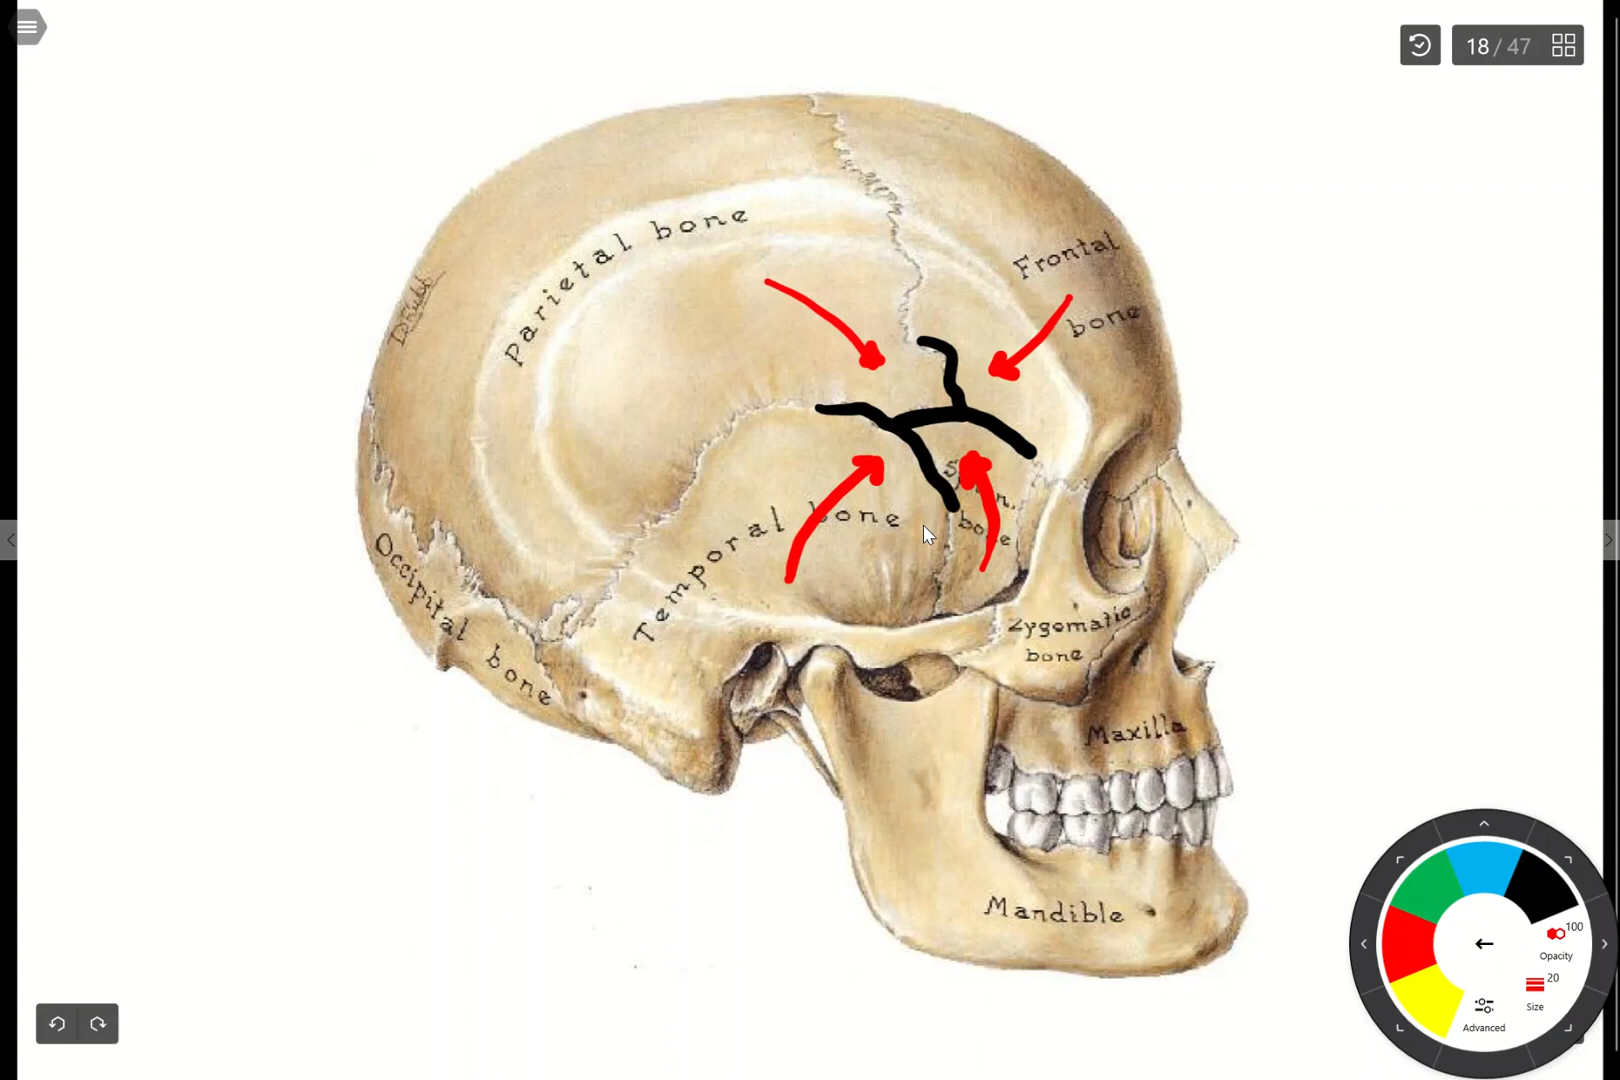 18 / 47
Parietal bone
Frontal
bone
Temporal bone
bone
Occipital bone
Zygomatic
bone
Maxilla
Mandible
100
Opacity
20
Size
Advanced